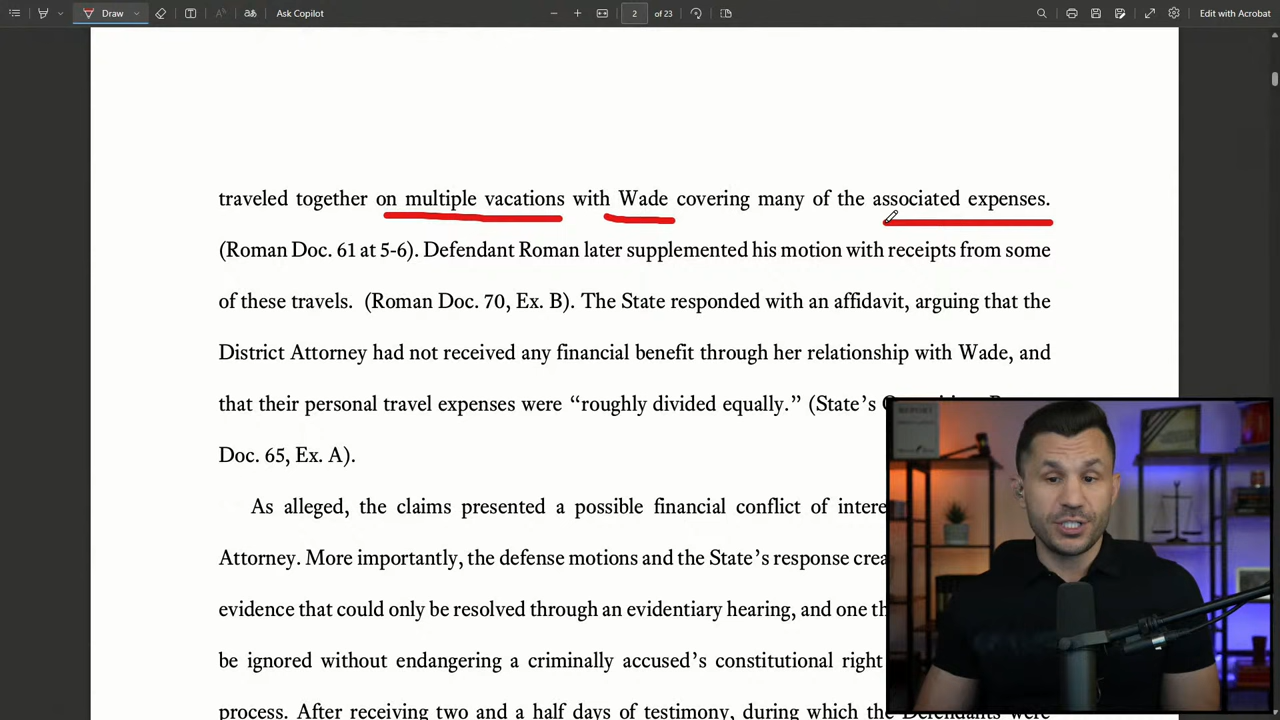 Draw
Ask Copilot
2 of 23
Edit with Acrobat
traveled together on multiple vacations with Wade covering many of the associated expenses.
(Roman Doc. 61 at 5-6). Defendant Roman later supplemented his motion with receipts from some
of these travels. (Roman Doc. 70, Ex. B). The State responded with an affidavit, arguing that the
District Attorney had not received any financial benefit through her relationship with Wade, and
that their personal travel expenses were “roughly divided equally.” (State’s
Doc. 65, Ex. A).
As alleged, the claims presented a possible financial conflict of
Attorney. More importantly, the defense motions and the State’s response
evidence that could only be resolved through an evidentiary hearing, and one
be ignored without endangering a criminally accused’s constitutional right
process. After receiving two and a half days of testimony, during which the Defendants were